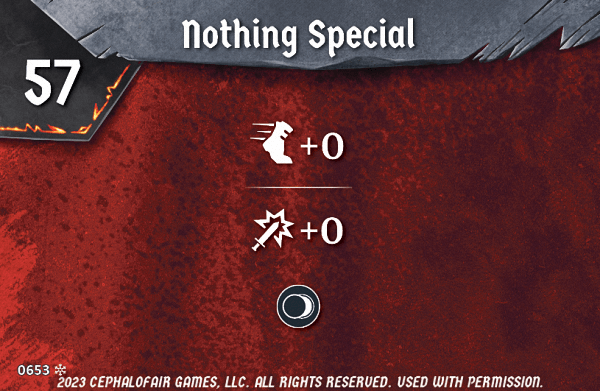 Nothing Special
57
+0
+0
0653
2023 CEPHALOFAIR GAMES, LLC. ALL RIGHTS RESERVED. USED WITH PERMISSION.